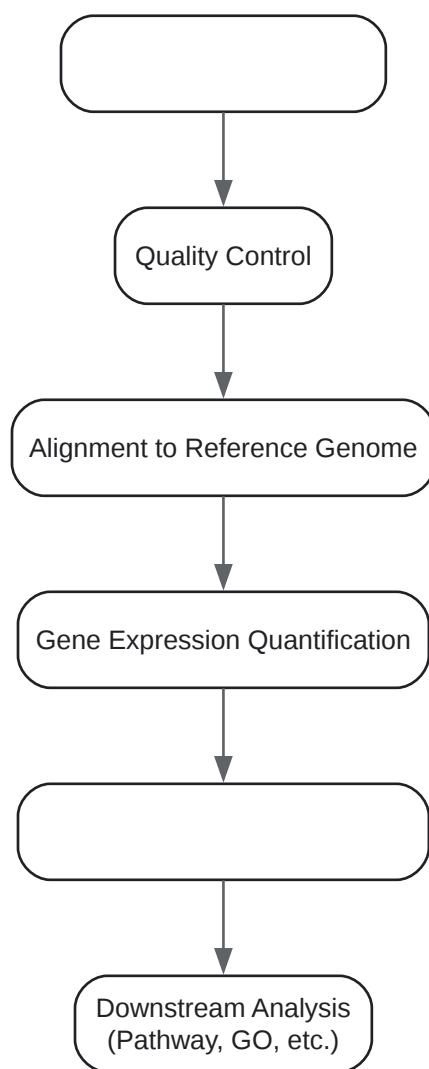 Quality Control
Alignment to Reference Genome
Gene Expression Quantification
Downstream Analysis
(Pathway, GO, etc.)